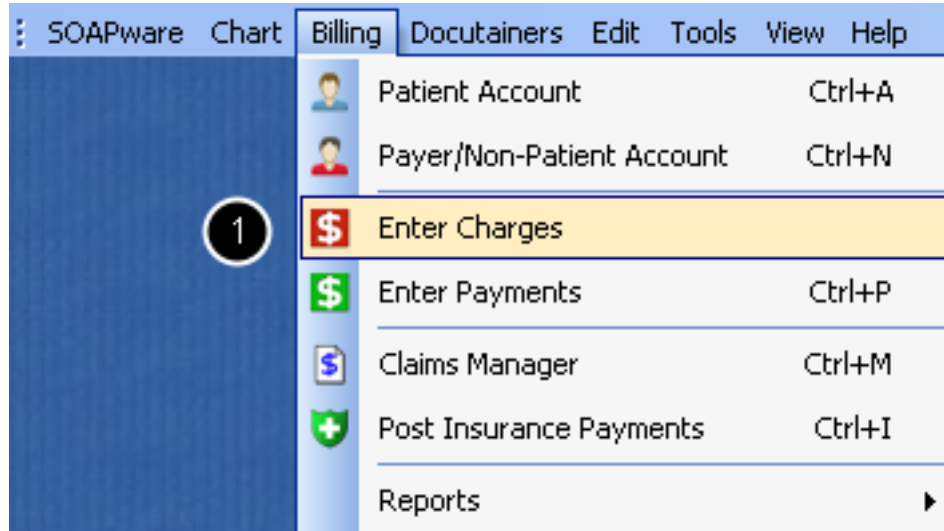 SOAPware Chart Billing Docutainers Edit Tools View Help
Patient Account Ctrl+A
Payer/Non-Patient Account Ctrl+N
1 $ Enter Charges
$ Enter Payments Ctrl+P
$ Claims Manager Ctrl+M
Post Insurance Payments Ctrl+I
Reports